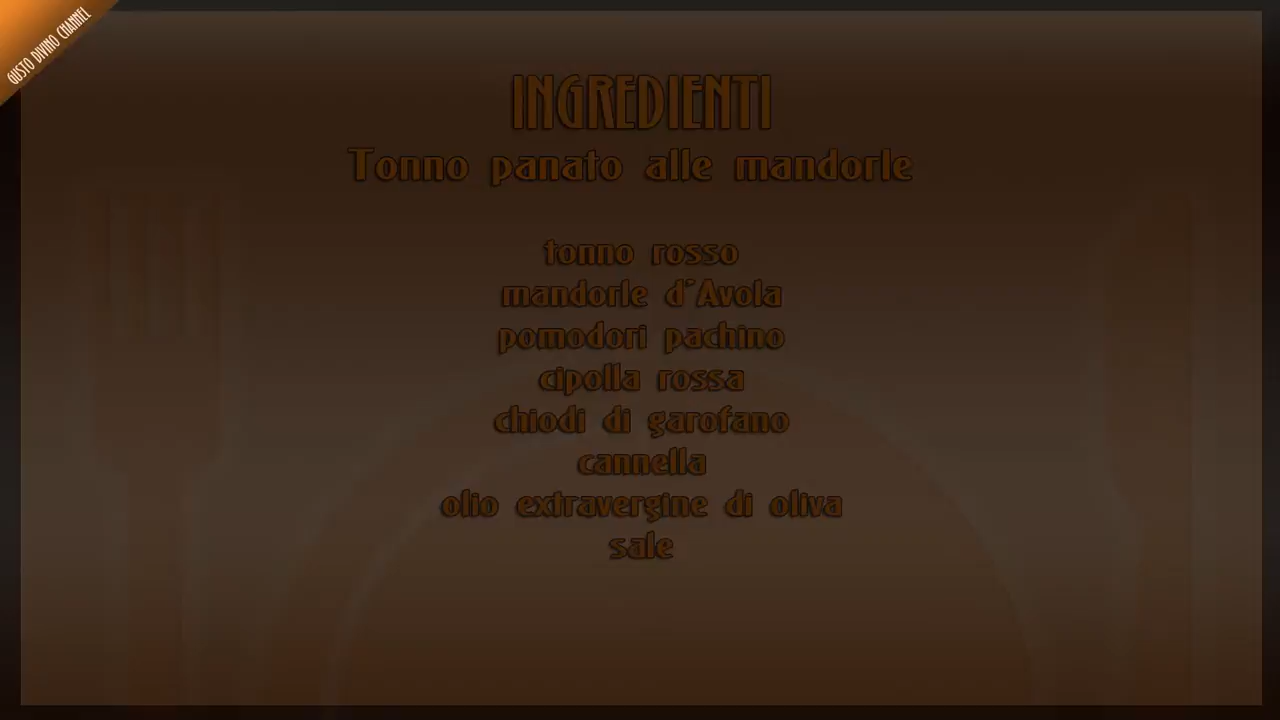 GUSTO DIVINO CHANNEL
INGREDIENTI
Tonno panato alle mandorle
tonno rosso
mandorle d'Avola
pomodori pachino
cipolla rossa
chiodi di garofano
cannella
olio extravergine di oliva
sale